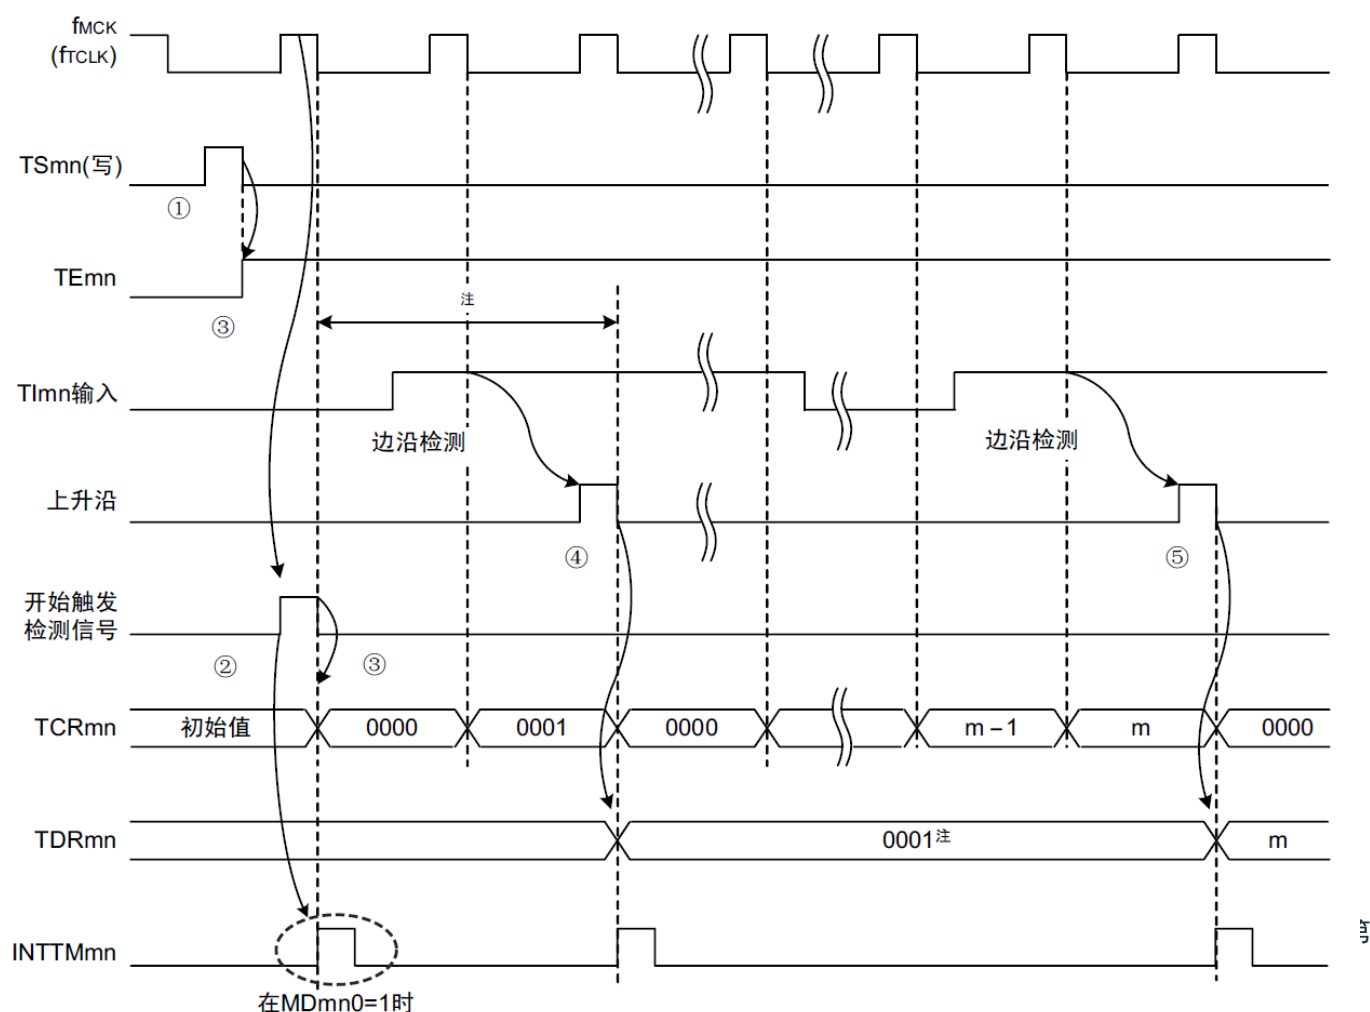 fMCK
(fTCLK)
TSmn(写)
①
TEmn
③
注
TImn输入
边沿检测
边沿检测
上升沿
④
⑤
开始触发
检测信号
②
③
TCRmn
初始值
0000
0001
0000
m－1
m
0000
TDRmn
0001注
m
INTTMmn
在MDmn0=1时